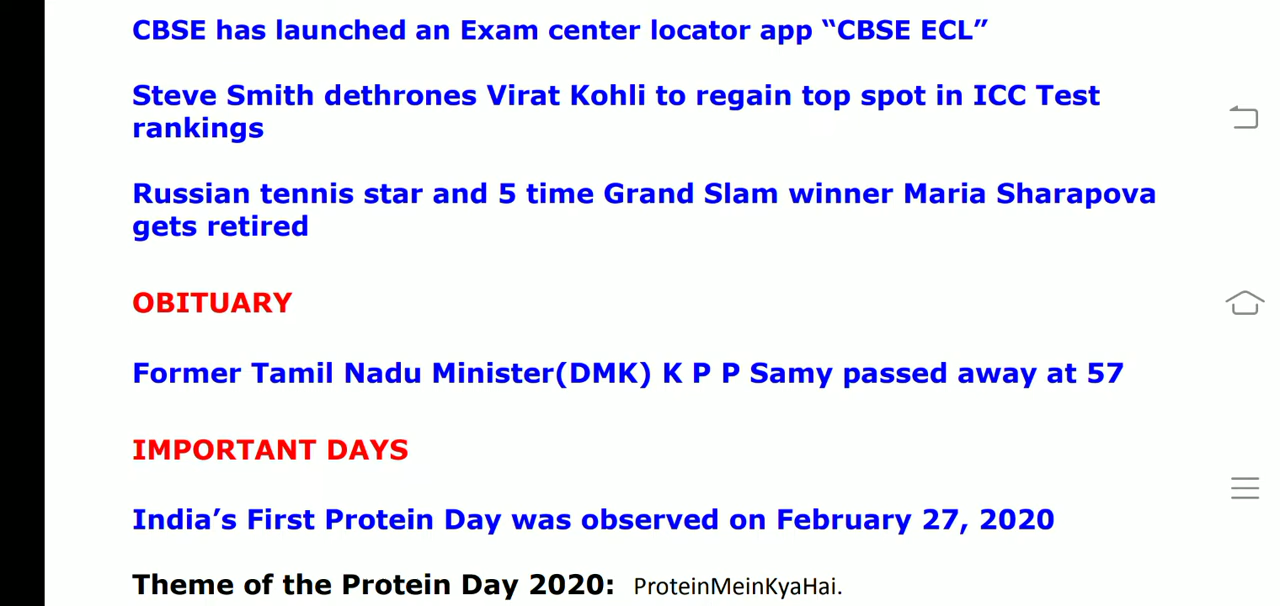 CBSE has launched an Exam center locator app “CBSE ECL”
Steve Smith dethrones Virat Kohli to regain top spot in ICC Test
rankings
Russian tennis star and 5 time Grand Slam winner Maria Sharapova
gets retired
OBITUARY
Former Tamil Nadu Minister(DMK) K P P Samy passed away at 57
IMPORTANT DAYS
India’s First Protein Day was observed on February 27, 2020
Theme of the Protein Day 2020: ProteinMeinKyaHai.